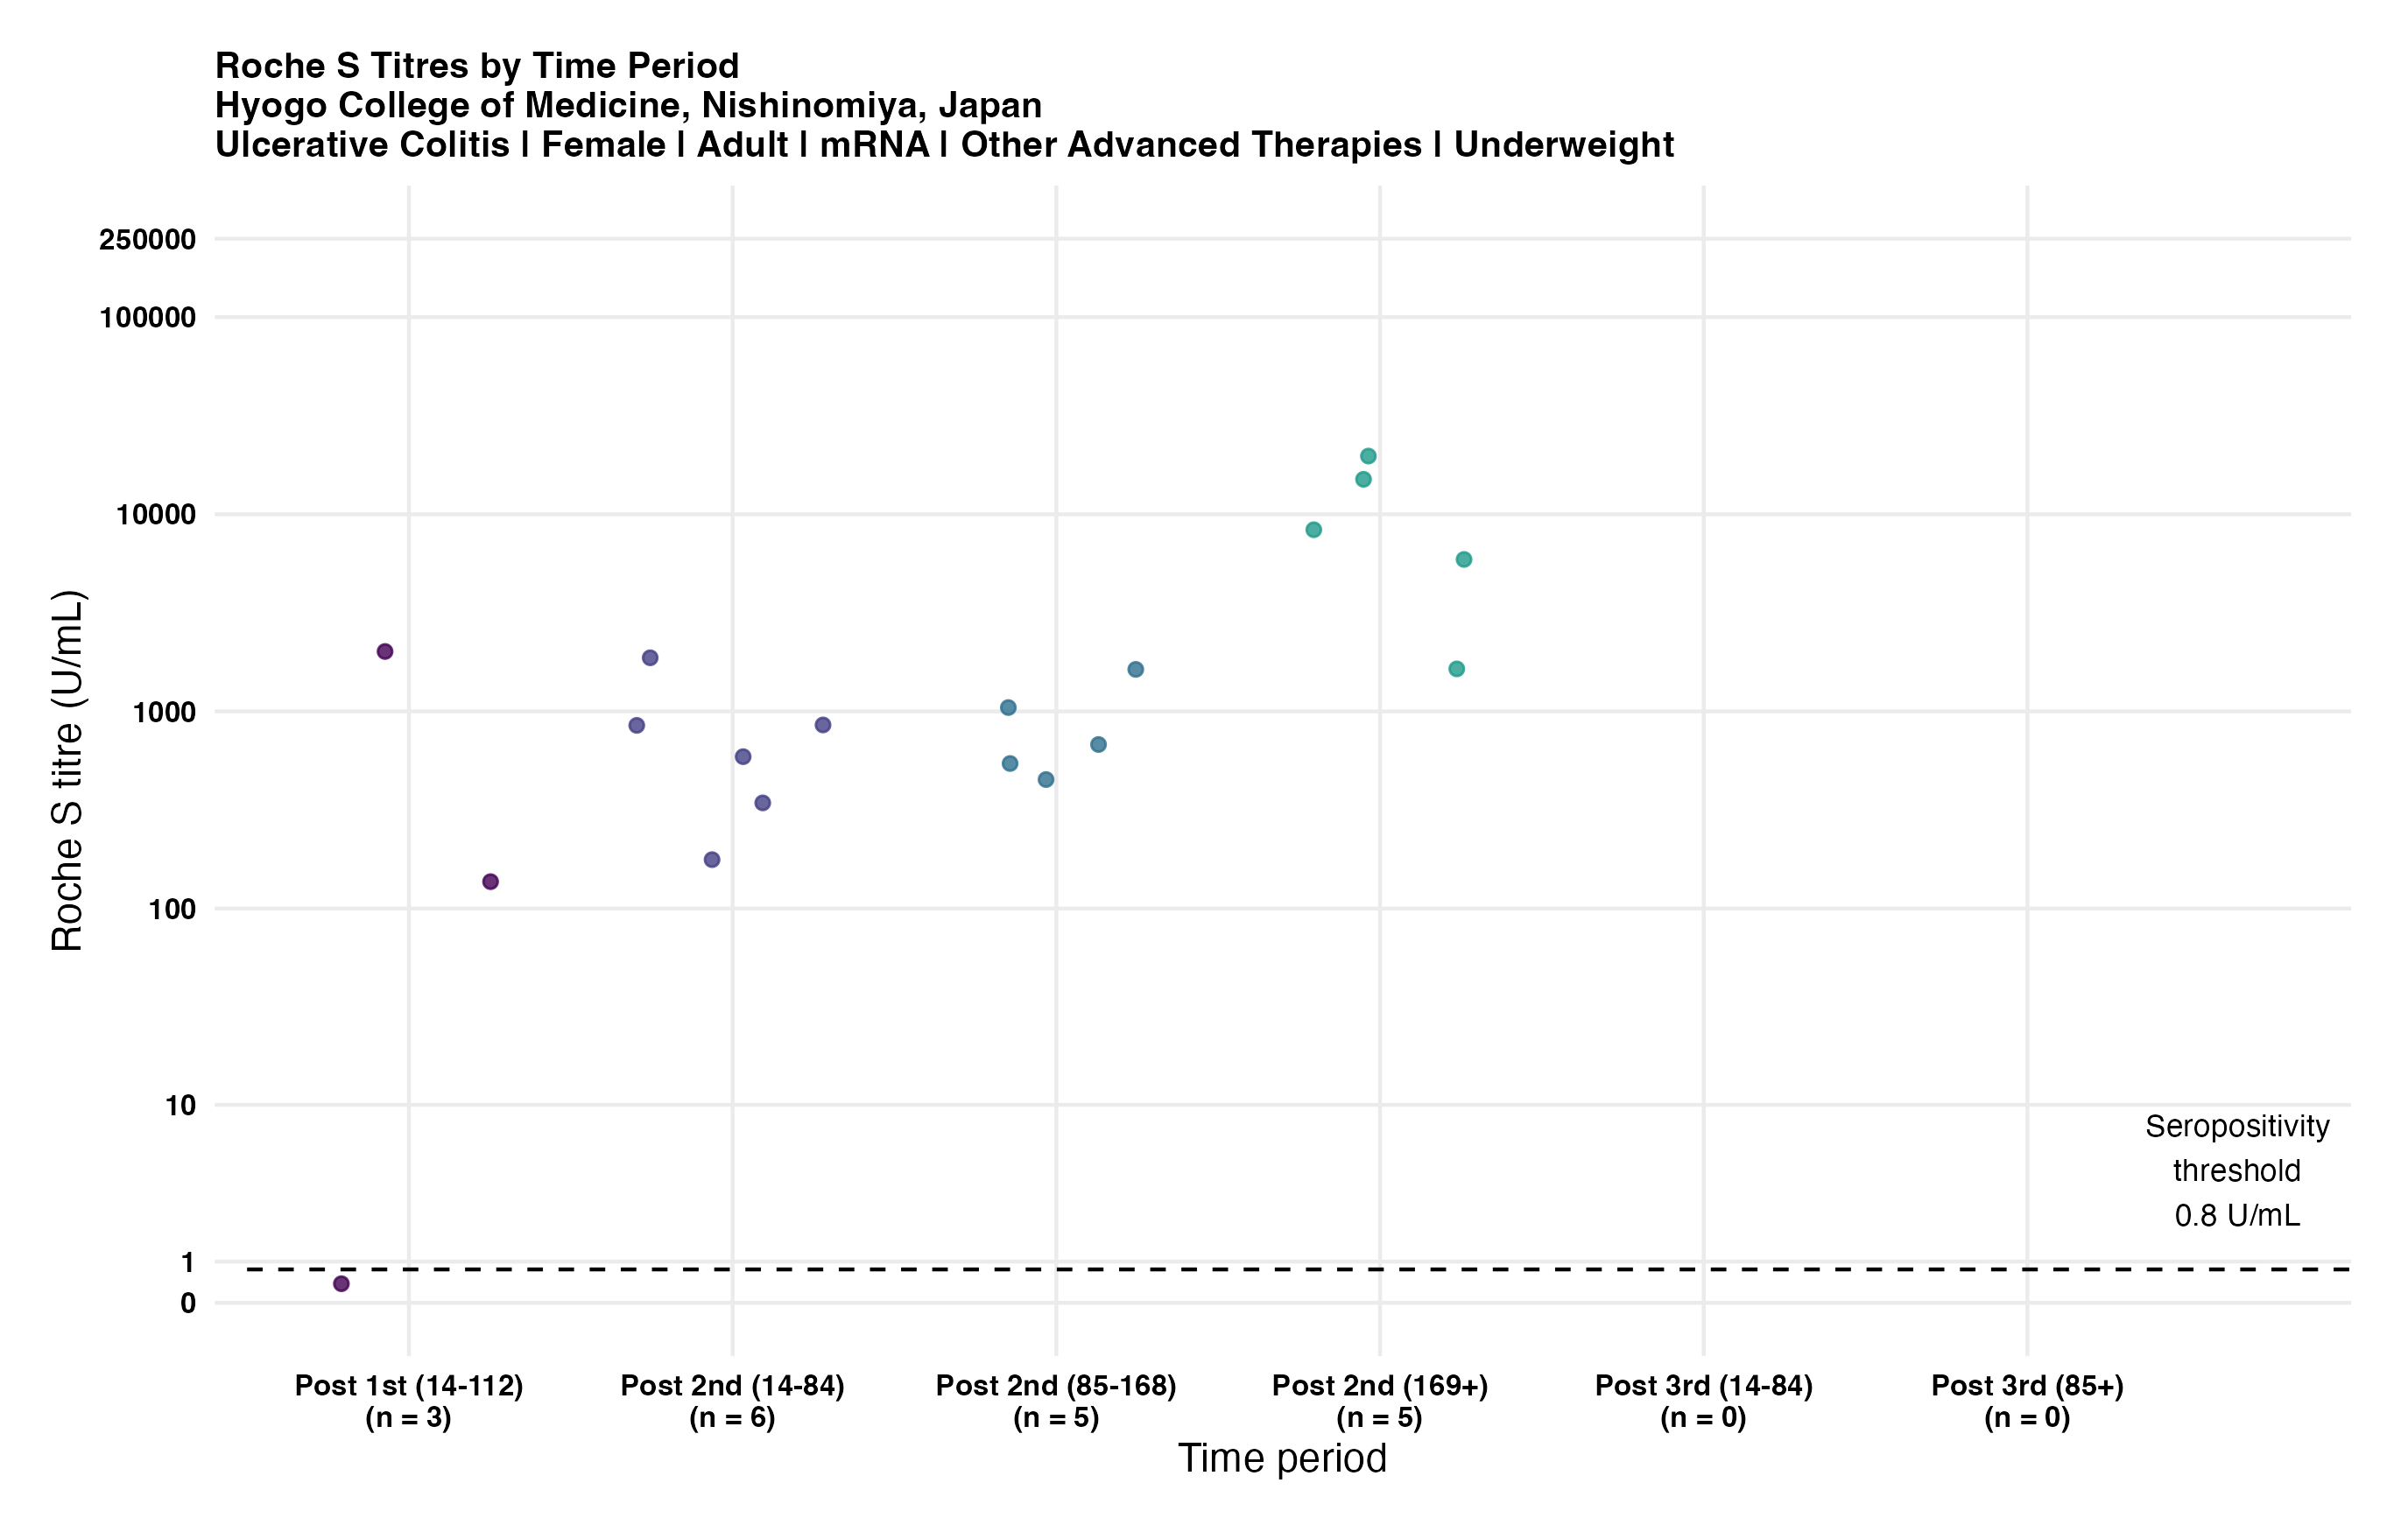 Roche S Titres by Time Period
Hyogo College of Medicine, Nishinomiya, Japan
Ulcerative Colitis | Female | Adult | mRNA | Other Advanced Therapies | Underweight
Roche S titre (U/mL)
250000
100000
10000
1000
100
10
1
0
Seropositivity
threshold
0.8 U/mL
Post 1st (14-112)
(n = 3)
Post 2nd (14-84)
(n = 6)
Post 2nd (85-168)
(n = 5)
Post 2nd (169+)
(n = 5)
Post 3rd (14-84)
(n = 0)
Post 3rd (85+)
(n = 0)
Time period